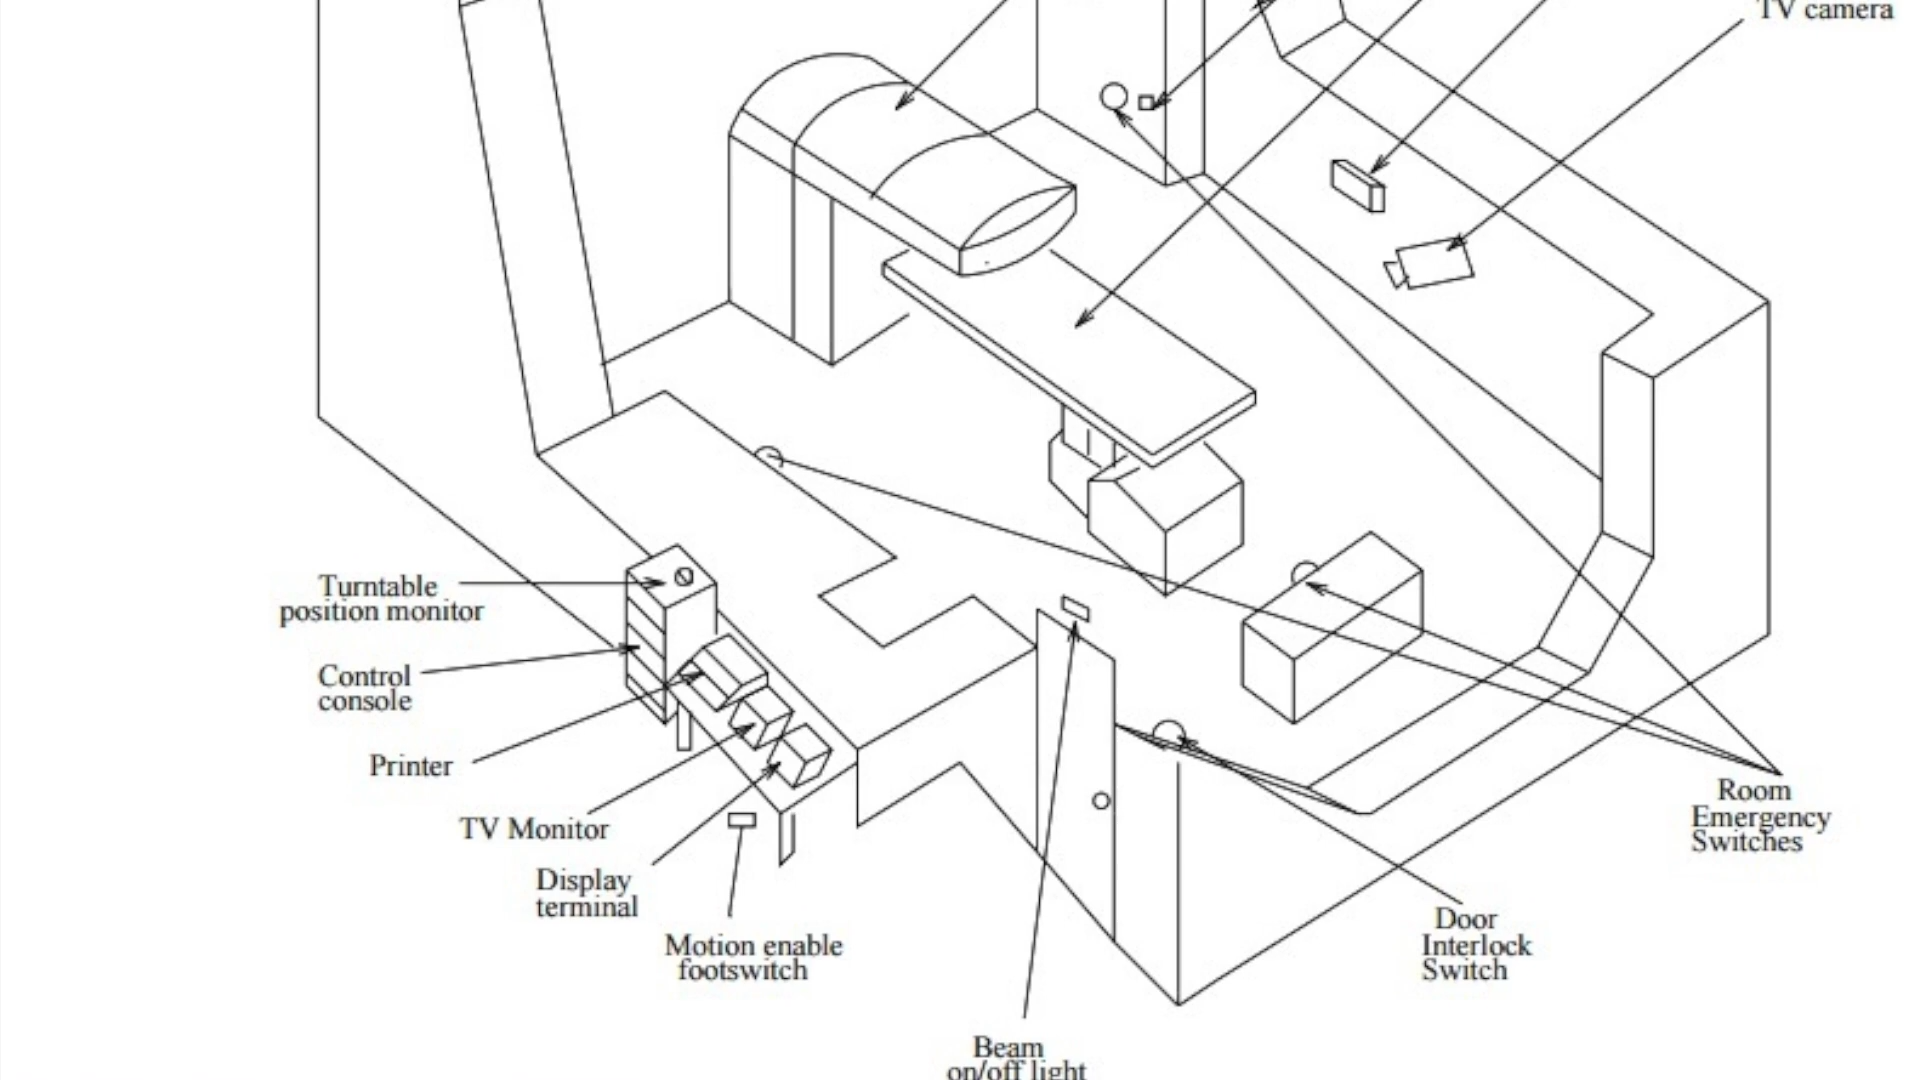 TV camera
Turntable
position monitor
Control
console
Printer
TV Monitor
Display
terminal
Motion enable
footswitch
Beam
on/off light
Door
Interlock
Switch
Room
Emergency
Switches